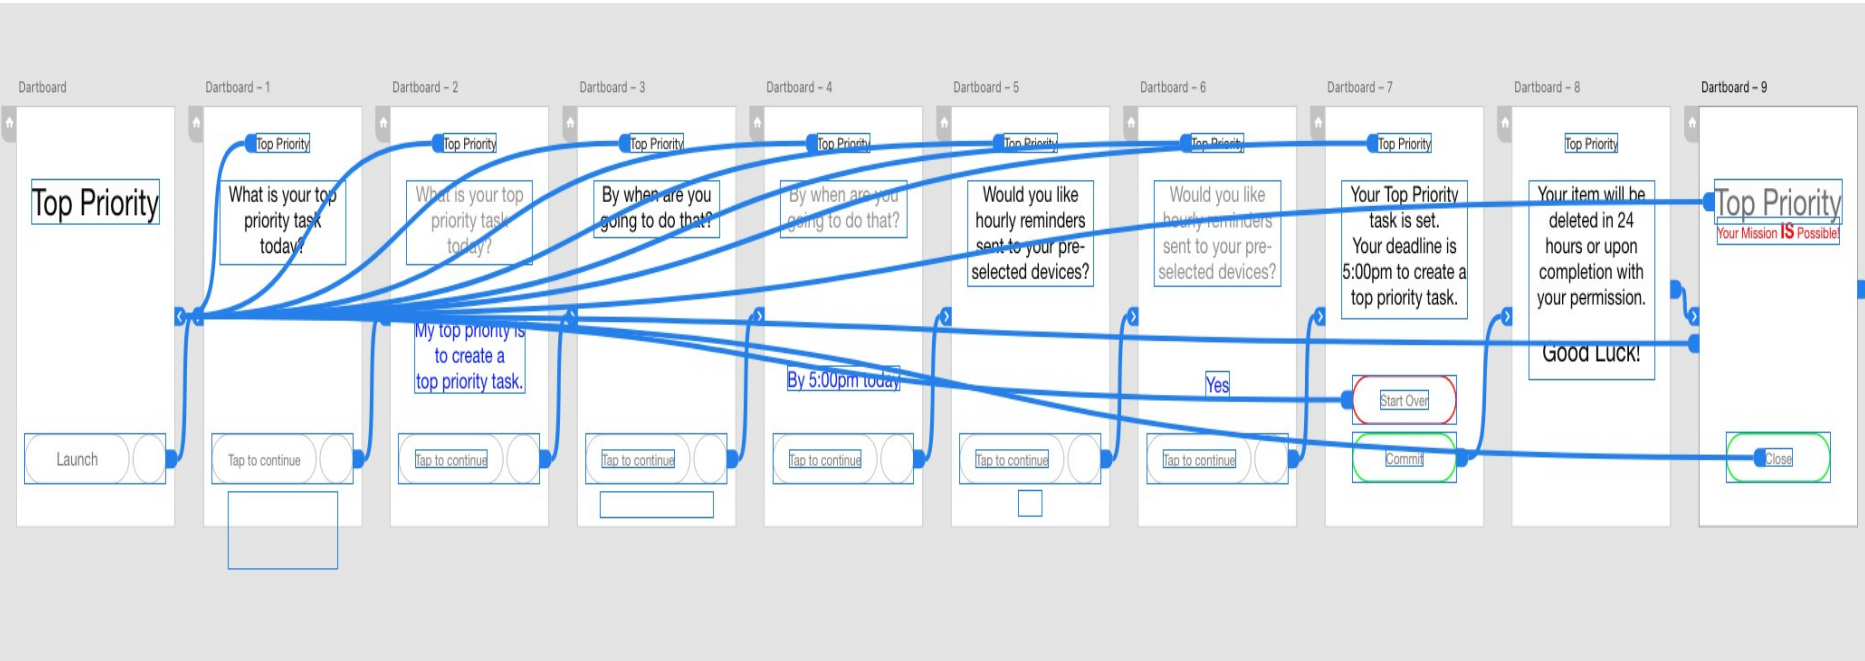 Dartboard
Top Priority
Launch
Dartboard – 1
Top Priority
What is your top
priority task
today?
Tap to continue
Dartboard – 2
Top Priority
What is your top
priority task
today?
My top priority is
to create a
top priority task.
Tap to continue
Dartboard – 3
Top Priority
By when are you
going to do that?
Tap to continue
Dartboard – 4
Top Priority
By when are you
going to do that?
By 5:00pm today
Tap to continue
Dartboard – 5
Top Priority
Would you like
hourly reminders
sent to your pre-
selected devices?
Tap to continue
Dartboard – 6
Top Priority
Would you like
hourly reminders
sent to your pre-
selected devices?
Yes
Tap to continue
Dartboard – 7
Top Priority
Your Top Priority
task is set.
Your deadline is
5:00pm to create a
top priority task.
Start Over
Commit
Dartboard – 8
Top Priority
Your item will be
deleted in 24
hours or upon
completion with
your permission.
Good Luck!
Dartboard – 9
Top Priority
Your Mission IS Possible!
Close